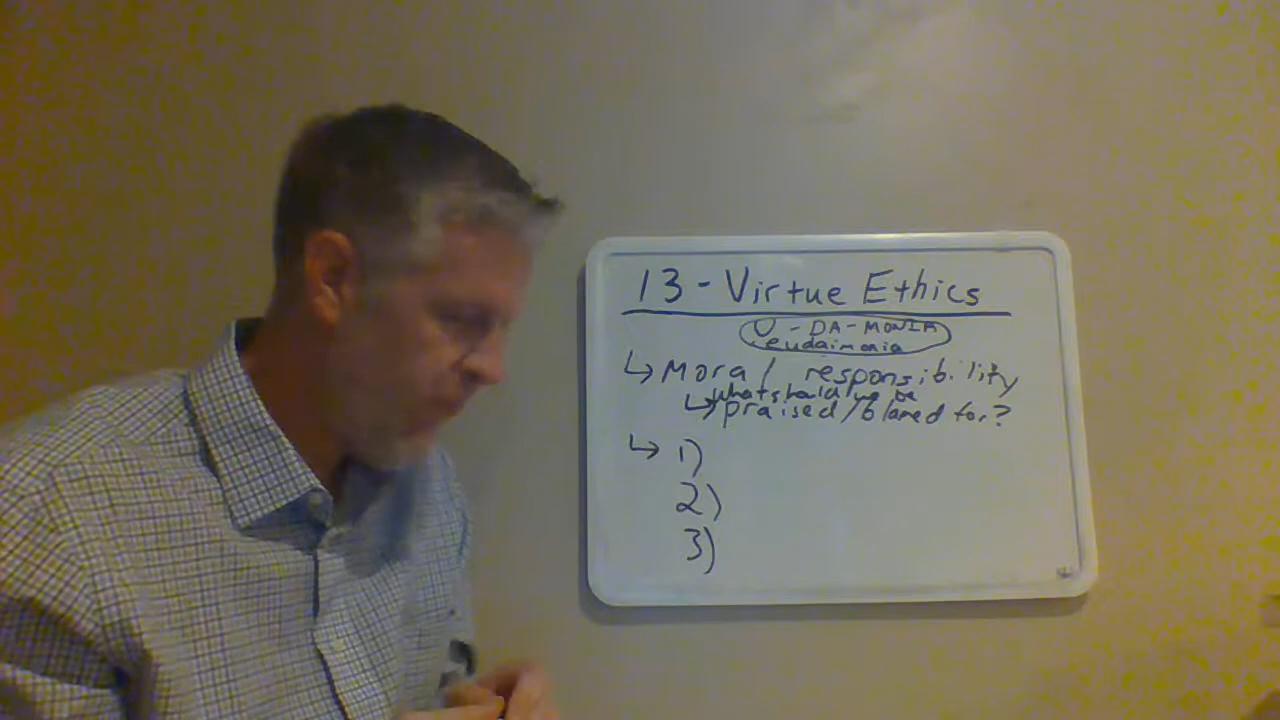 13 - Virtue Ethics
U - DA - MONIA
eudaimonia
↳ Moral responsibility
what should we be
↳ praised/blamed for?
↳ 1)
2)
3)